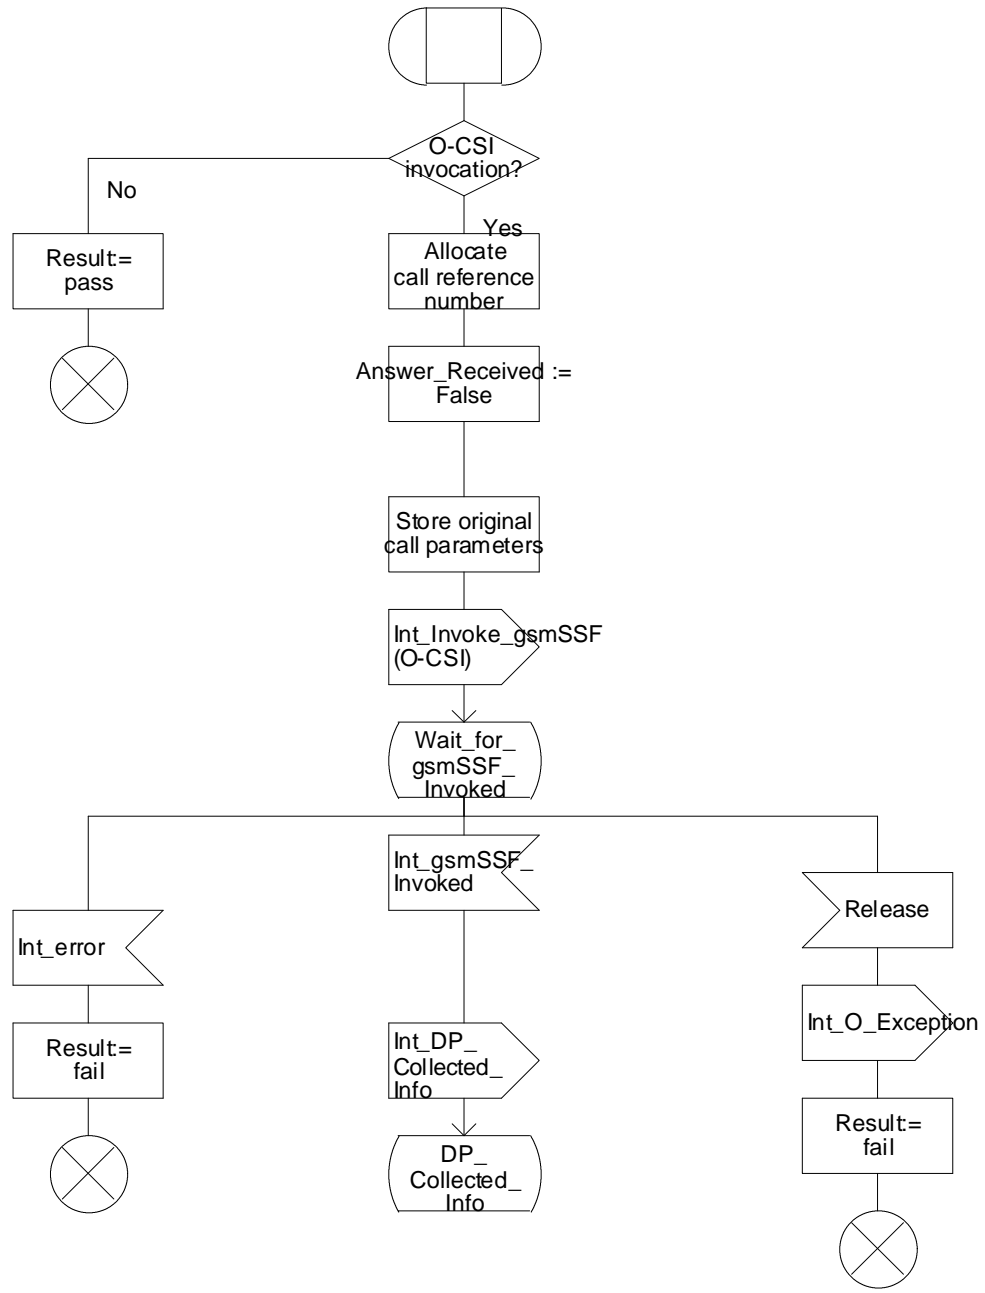 O-CSI
invocation?
No
Yes
Result:=
pass
Allocate
call reference
number
Answer_Received :=
False
Store original
call parameters
Int_Invoke_gsmSSF
(O-CSI)
Wait_for_
gsmSSF_
Invoked
Int_gsmSSF_
Invoked
Release
Int_error
Int_O_Exception
Result:=
fail
Int_DP_
Collected_
Info
Result:=
fail
DP_
Collected_
Info